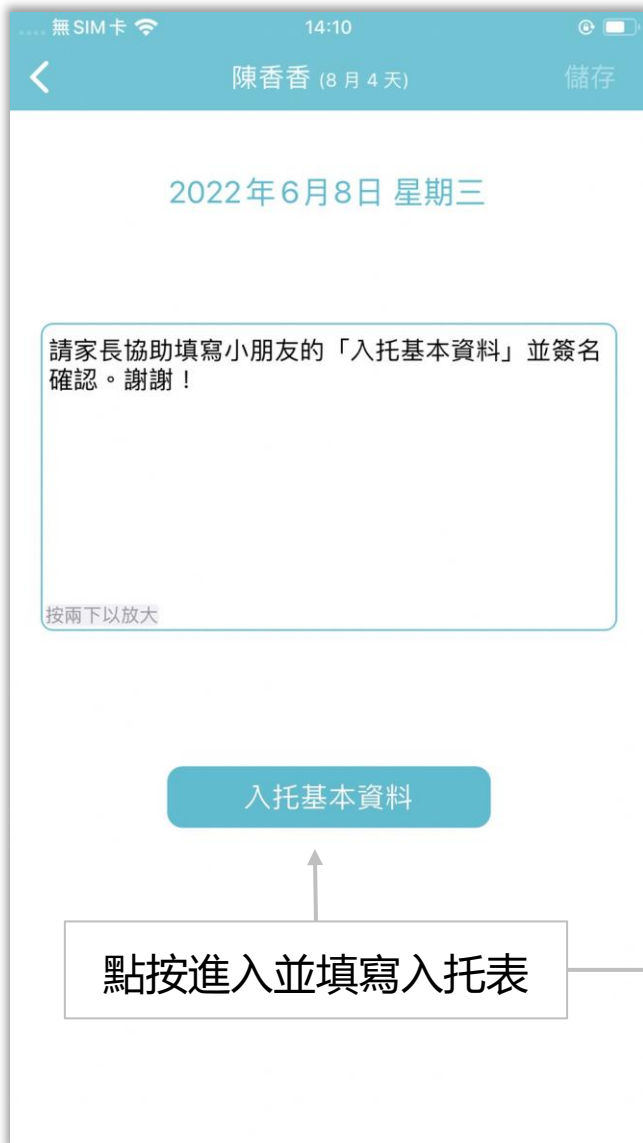 無SIM卡 14:10
陳香香 (8 月 4 天) 儲存
2022年6月8日 星期三
請家長協助填寫小朋友的「入托基本資料」並簽名
確認。謝謝！
按兩下以放大
入托基本資料
點按進入並填寫入托表